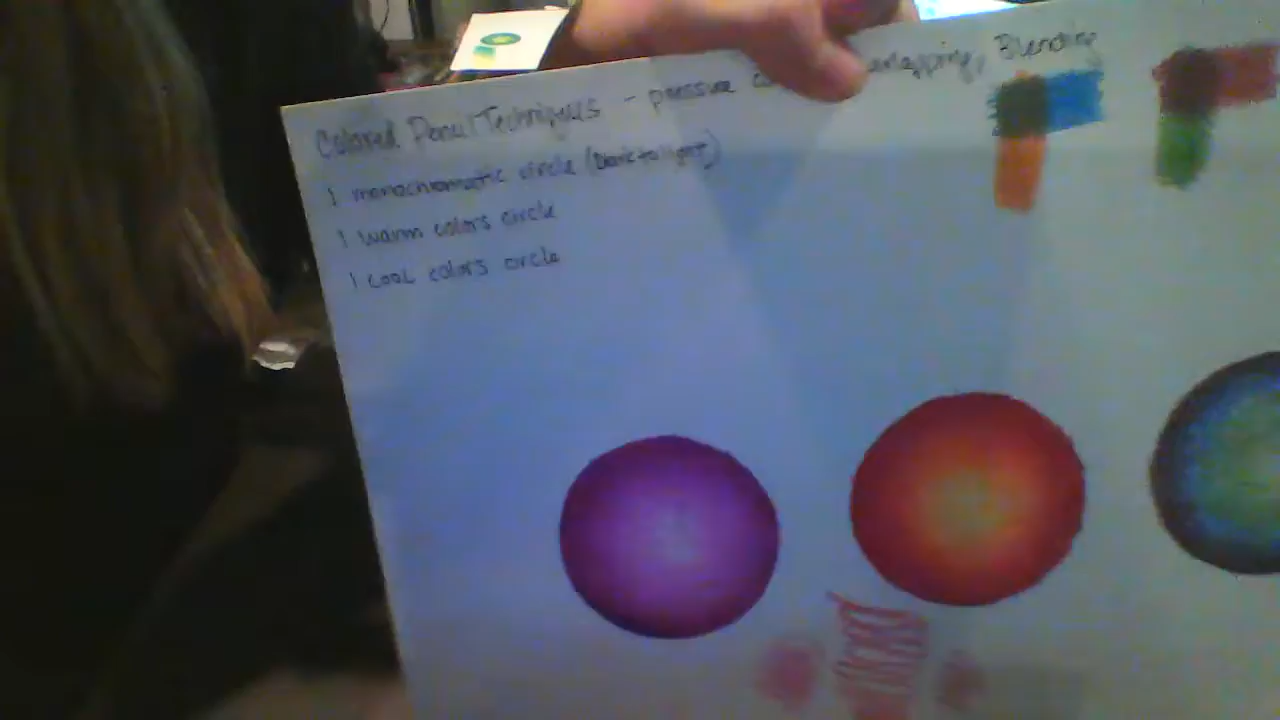 Colored Pencil Techniques - pressure overlapping, Blending
1 monochromatic circle (Dark to light)
1 warm colors circle
1 cool colors circle